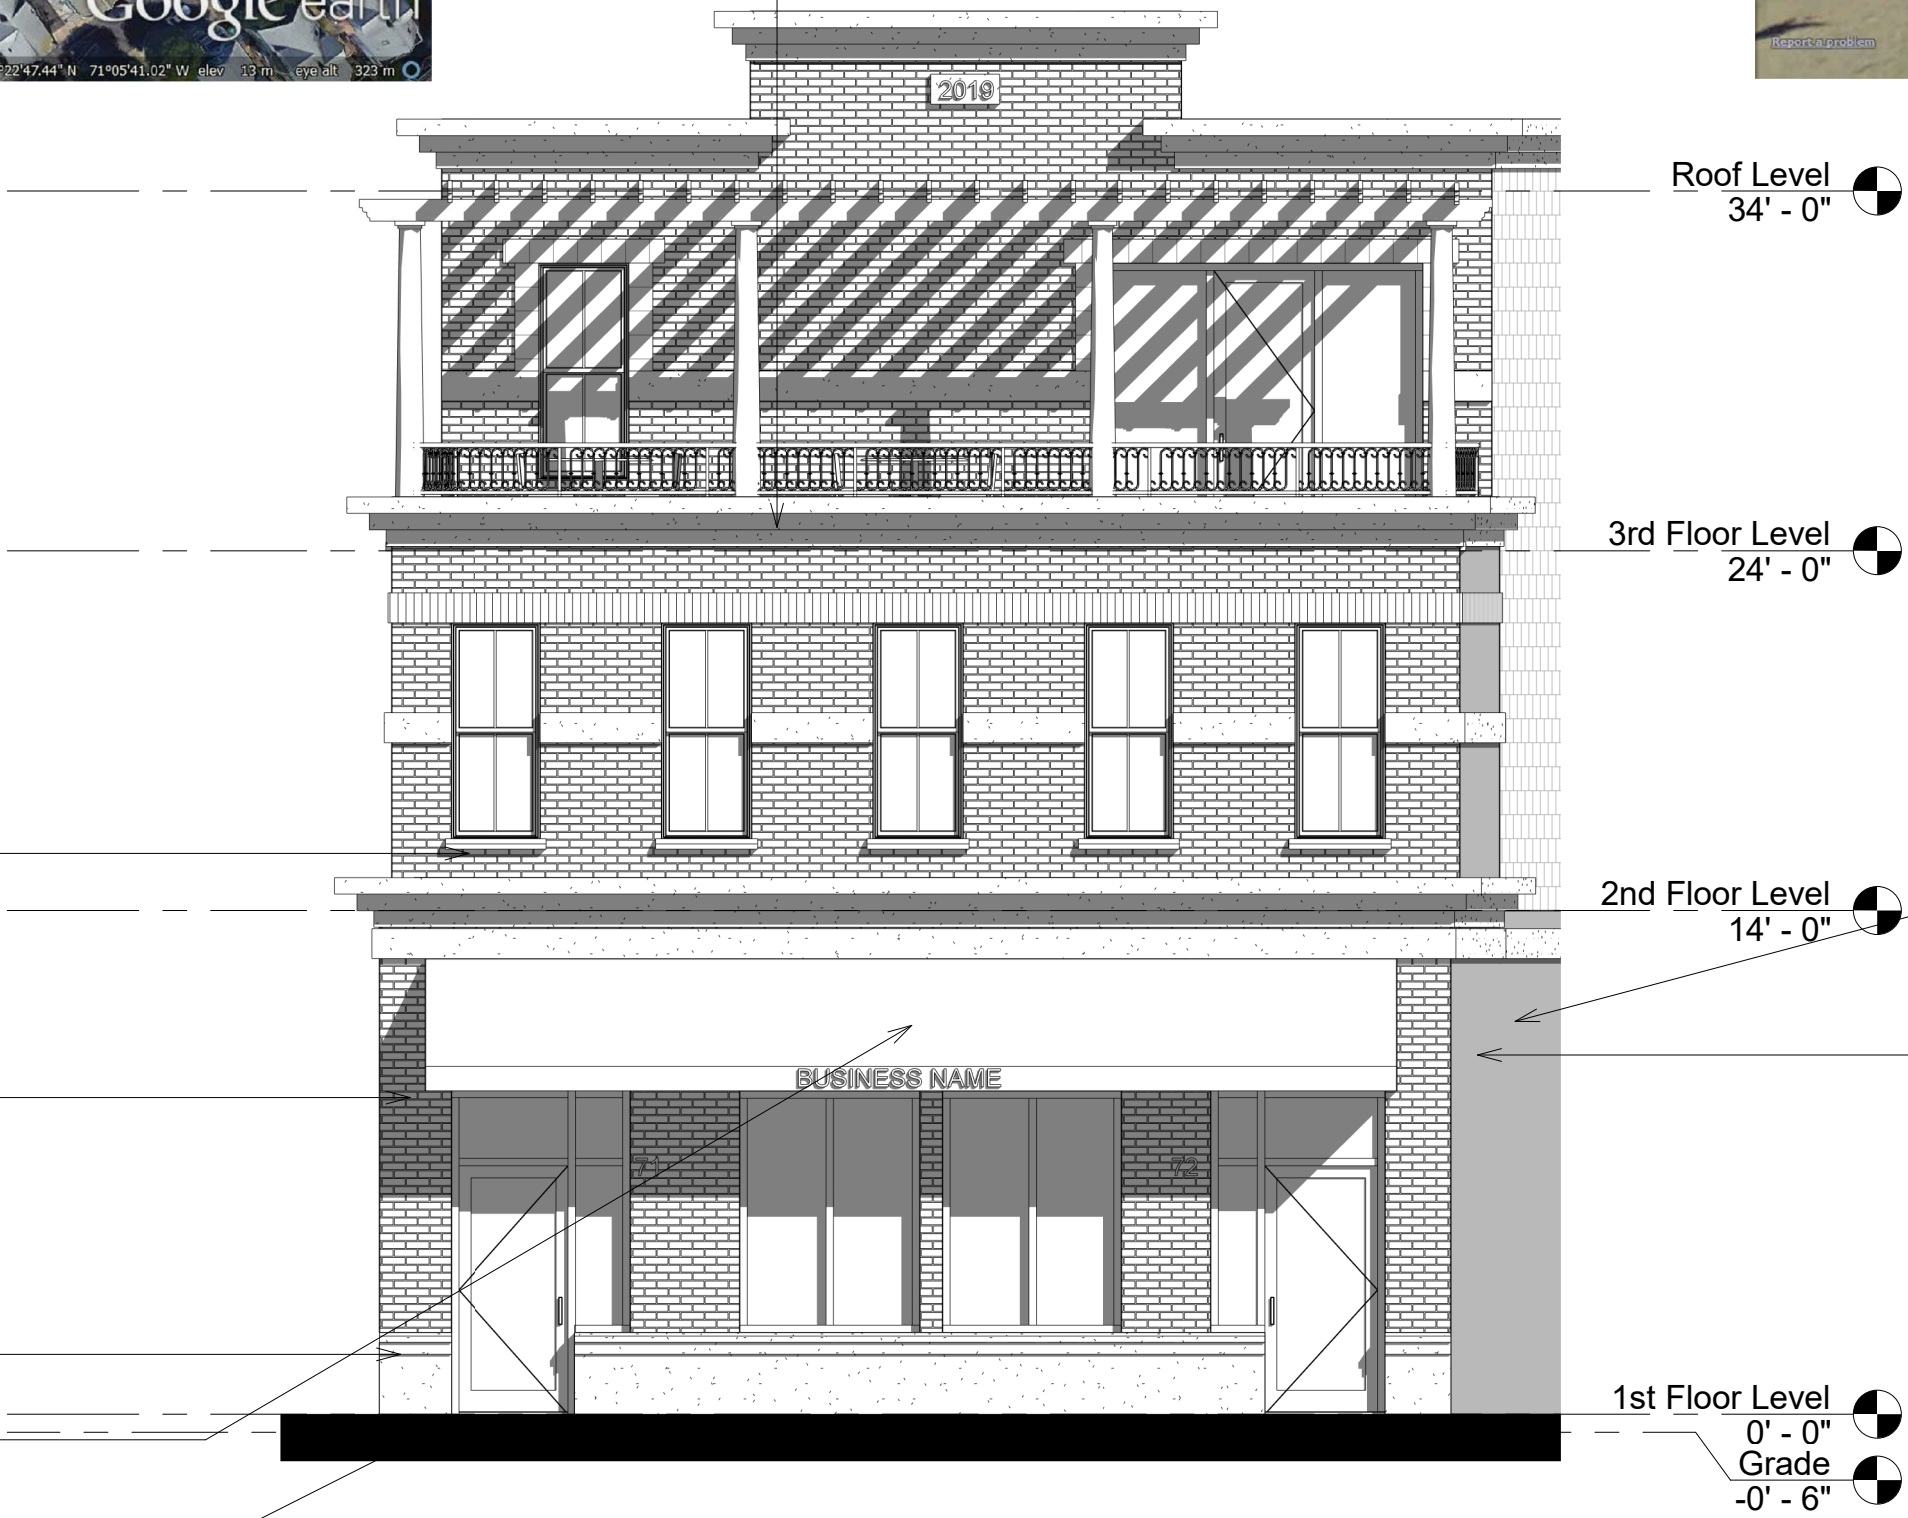 Google earth
°22'47.44" N 71°05'41.02" W elev 13 m eye alt 323 m
Report a problem
2019
Roof Level
34' - 0"
3rd Floor Level
24' - 0"
2nd Floor Level
14' - 0"
BUSINESS NAME
71
72
1st Floor Level
0' - 0"
Grade
-0' - 6"